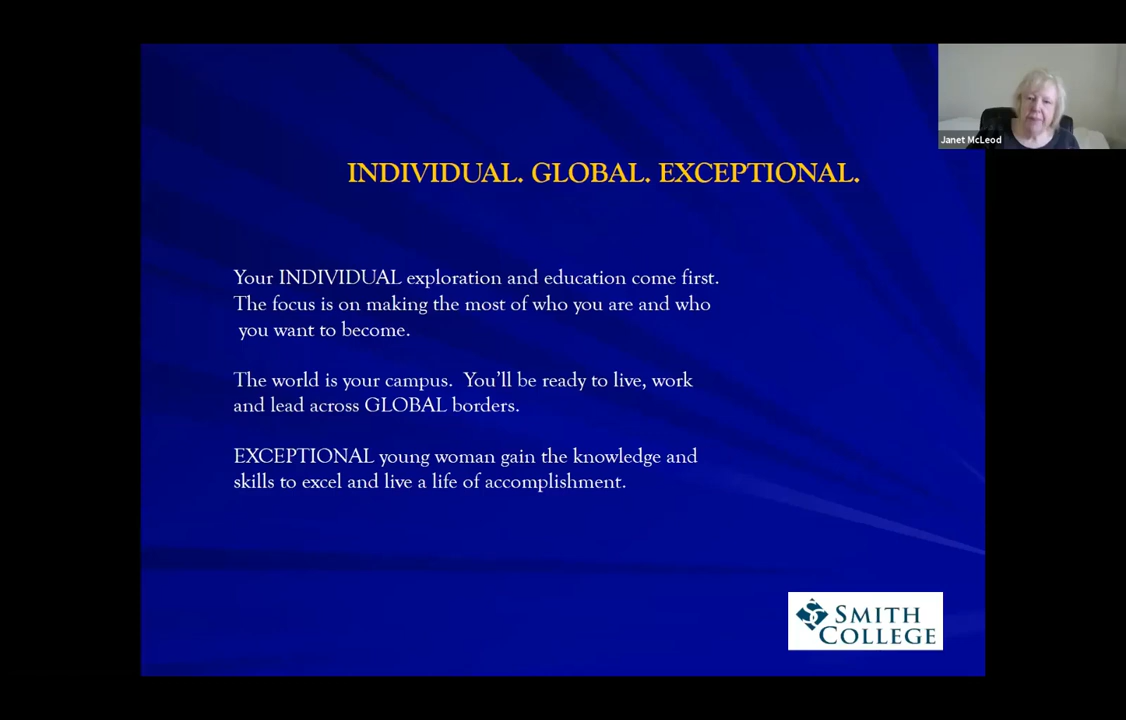 Janet McLeod
INDIVIDUAL. GLOBAL. EXCEPTIONAL.
Your INDIVIDUAL exploration and education come first.
The focus is on making the most of who you are and who
you want to become.
The world is your campus. You’ll be ready to live, work
and lead across GLOBAL borders.
EXCEPTIONAL young woman gain the knowledge and
skills to excel and live a life of accomplishment.
SMITH
COLLEGE